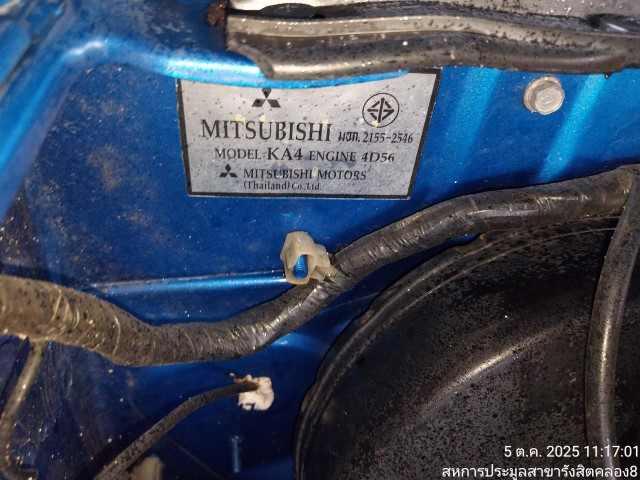 MITSUBISHI มอก. 2155-2546
MODEL KA4 ENGINE 4D56
MITSUBISHI MOTORS
(Thailand) Co., Ltd.
5 ต.ค. 2025 11:17:01
สหการประมูลสาขารังสิตคลอง8